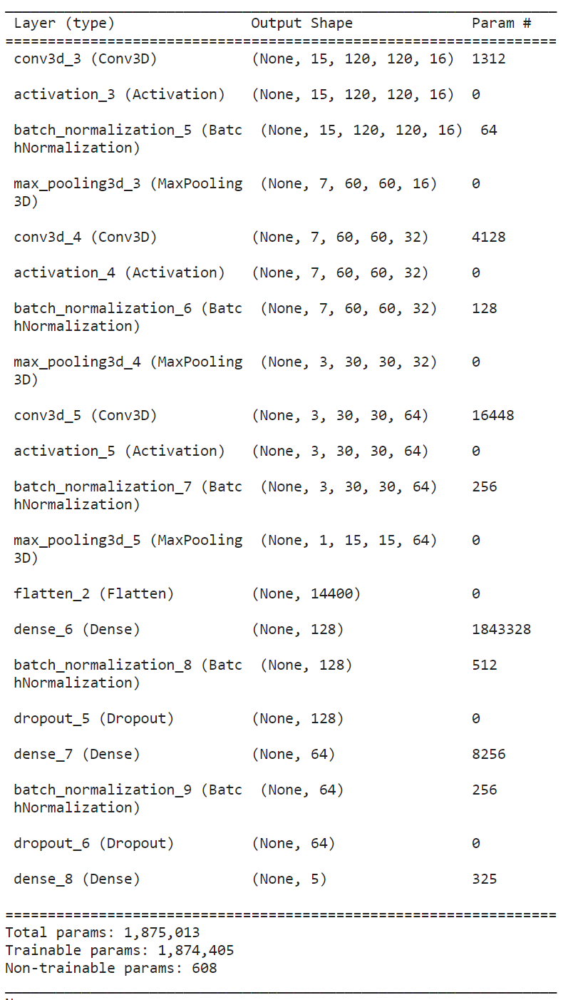 Layer (type) Output Shape Param #
=================================================================
conv3d_3 (Conv3D) (None, 15, 120, 120, 16) 1312
activation_3 (Activation) (None, 15, 120, 120, 16) 0
batch_normalization_5 (Batc (None, 15, 120, 120, 16) 64
hNormalization)
max_pooling3d_3 (MaxPooling (None, 7, 60, 60, 16) 0
3D)
conv3d_4 (Conv3D) (None, 7, 60, 60, 32) 4128
activation_4 (Activation) (None, 7, 60, 60, 32) 0
batch_normalization_6 (Batc (None, 7, 60, 60, 32) 128
hNormalization)
max_pooling3d_4 (MaxPooling (None, 3, 30, 30, 32) 0
3D)
conv3d_5 (Conv3D) (None, 3, 30, 30, 64) 16448
activation_5 (Activation) (None, 3, 30, 30, 64) 0
batch_normalization_7 (Batc (None, 3, 30, 30, 64) 256
hNormalization)
max_pooling3d_5 (MaxPooling (None, 1, 15, 15, 64) 0
3D)
flatten_2 (Flatten) (None, 14400) 0
dense_6 (Dense) (None, 128) 1843328
batch_normalization_8 (Batc (None, 128) 512
hNormalization)
dropout_5 (Dropout) (None, 128) 0
dense_7 (Dense) (None, 64) 8256
batch_normalization_9 (Batc (None, 64) 256
hNormalization)
dropout_6 (Dropout) (None, 64) 0
dense_8 (Dense) (None, 5) 325
=================================================================
Total params: 1,875,013
Trainable params: 1,874,405
Non-trainable params: 608